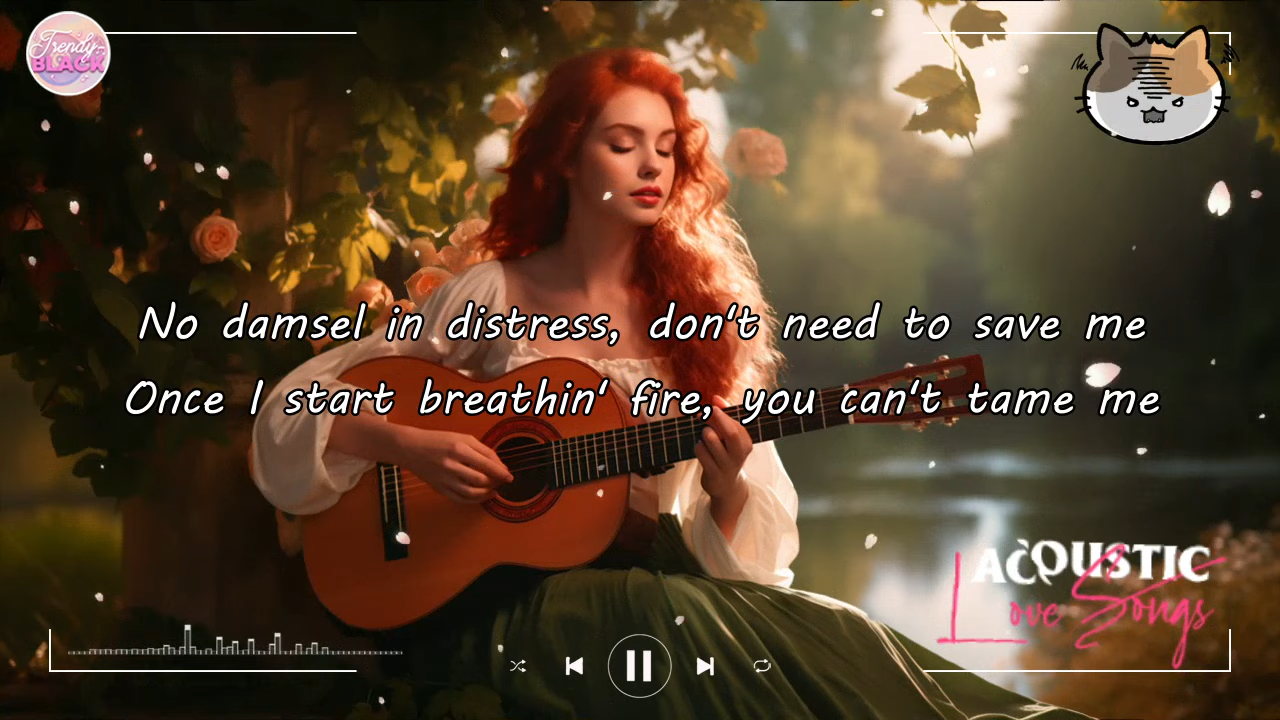 Trendy
BLACK
No damsel in distress, don't need to save me
Once I start breathin' fire, you can't tame me
ACOUSTIC
Love Songs